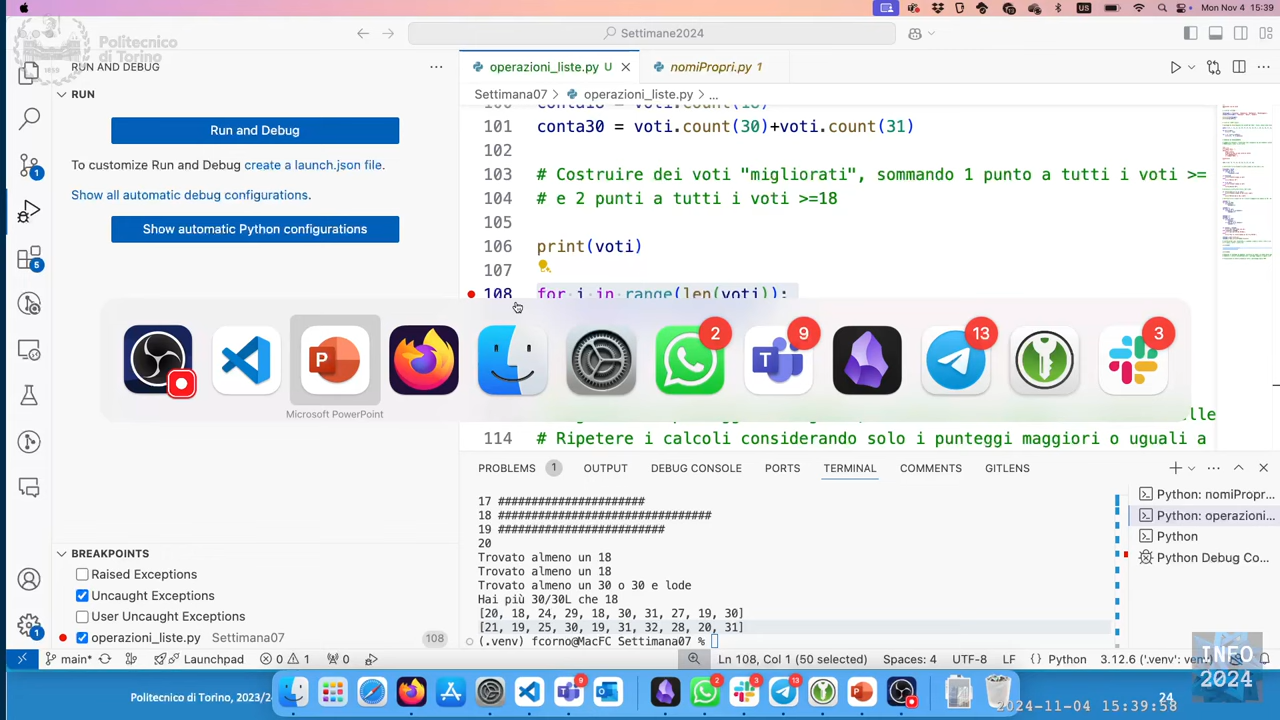 Mon Nov 4 15:39
Politecnico
di Torino
Settimane2024
RUN AND DEBUG
operazioni_liste.py U
nomiPropri.py 1
RUN
Settimana07 > operazioni_liste.py > ...
Run and Debug
101 conta30 = voti.count(30)+voti.count(31)
102
To customize Run and Debug create a launch.json file.
103 # Costruire dei voti "migliorati", sommando 1 punto a tutti i voti >=
Show all automatic debug configurations.
104 # e 2 punti a tutti i voti>=18
105
Show automatic Python configurations
106 print(voti)
107
108 for i in range(len(voti)):
2
9
13
3
Microsoft PowerPoint
114 # Ripetere i calcoli considerando solo i punteggi maggiori o uguali a
PROBLEMS 1 OUTPUT DEBUG CONSOLE PORTS TERMINAL COMMENTS GITLENS
17 #####################
18 ###############################
19 ########################
20
Trovato almeno un 18
Trovato almeno un 18
Trovato almeno un 30 o 30 e lode
Hai più 30/30L che 18
[20, 18, 24, 29, 18, 30, 31, 27, 19, 30]
[21, 19, 25, 30, 19, 31, 32, 28, 20, 31]
(.venv) fcorno@MacFC Settimana07 %
Python: nomiPropr...
Python: operazioni...
Python
Python Debug Co...
BREAKPOINTS
Raised Exceptions
Uncaught Exceptions
User Uncaught Exceptions
operazioni_liste.py Settimana07 108
main* Launchpad 0 1 0
Ln 108, Col 1 (50 selected) Spaces: 4 UTF-8 LF Python 3.12.6 ('.venv': venv)
INFO
2024
Politecnico di Torino, 2023/24
24
2024-11-04 15:39:58